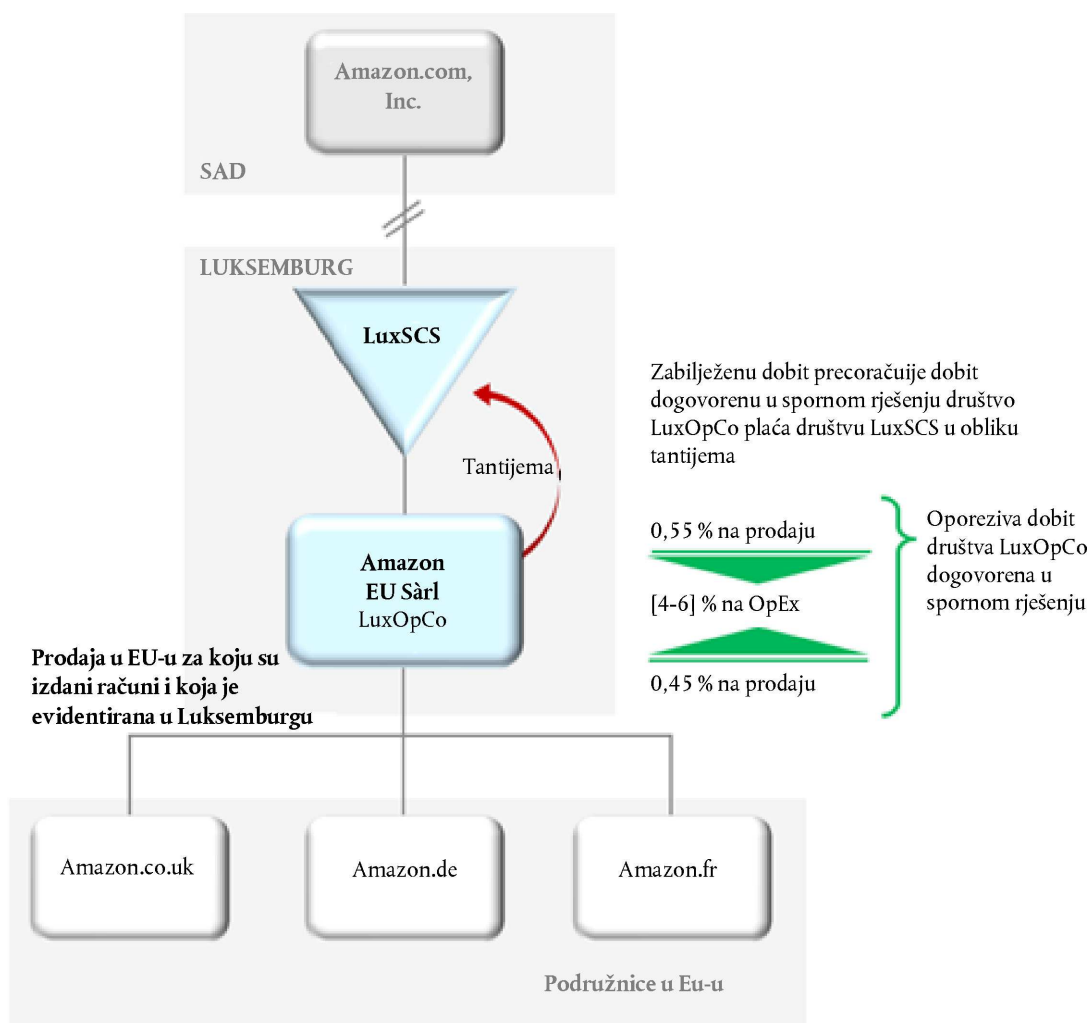 Amazon.com,
Inc.
SAD
LUKSEMBURG
LuxSCS
Tantijema
Amazon
EU Sàrl
LuxOpCo
Zabilježenu dobit precoračuije dobit
dogovorenu u spornom rješenju društvo
LuxOpCo plaća društvu LuxSCS u obliku
tantijema
0,55 % na prodaju
[4-6] % na OpEx
0,45 % na prodaju
Oporeziva dobit
društva LuxOpCo
dogovorena u
spornom rješenju
Prodaja u EU-u za koju su
izdani računi i koja je
evidentirana u Luksemburgu
Amazon.co.uk
Amazon.de
Amazon.fr
Podružnice u Eu-u